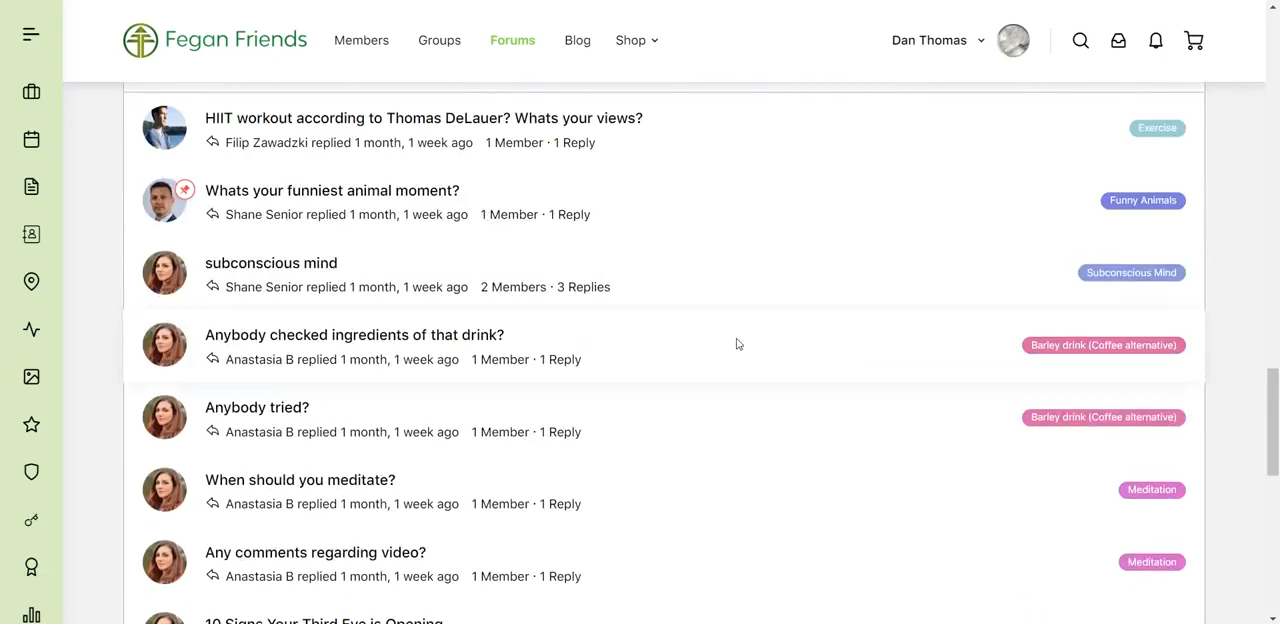 Fegan Friends
Members
Groups
Forums
Blog
Shop
Dan Thomas
HIIT workout according to Thomas DeLauer? Whats your views?
Filip Zawadzki replied 1 month, 1 week ago 1 Member · 1 Reply
Exercise
Whats your funniest animal moment?
Shane Senior replied 1 month, 1 week ago 1 Member · 1 Reply
Funny Animals
subconscious mind
Shane Senior replied 1 month, 1 week ago 2 Members · 3 Replies
Subconscious Mind
Anybody checked ingredients of that drink?
Anastasia B replied 1 month, 1 week ago 1 Member · 1 Reply
Barley drink (Coffee alternative)
Anybody tried?
Anastasia B replied 1 month, 1 week ago 1 Member · 1 Reply
Barley drink (Coffee alternative)
When should you meditate?
Anastasia B replied 1 month, 1 week ago 1 Member · 1 Reply
Meditation
Any comments regarding video?
Anastasia B replied 1 month, 1 week ago 1 Member · 1 Reply
Meditation
10 Signs Your Third Eye is Opening